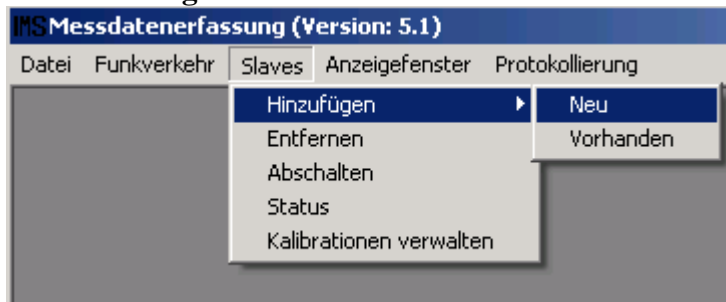 IMS Messdatenerfassung (Version: 5.1)
Datei Funkverkehr Slaves Anzeigefenster Protokollierung
Hinzufügen Neu
Entfernen Vorhanden
Abschalten
Status
Kalibrationen verwalten